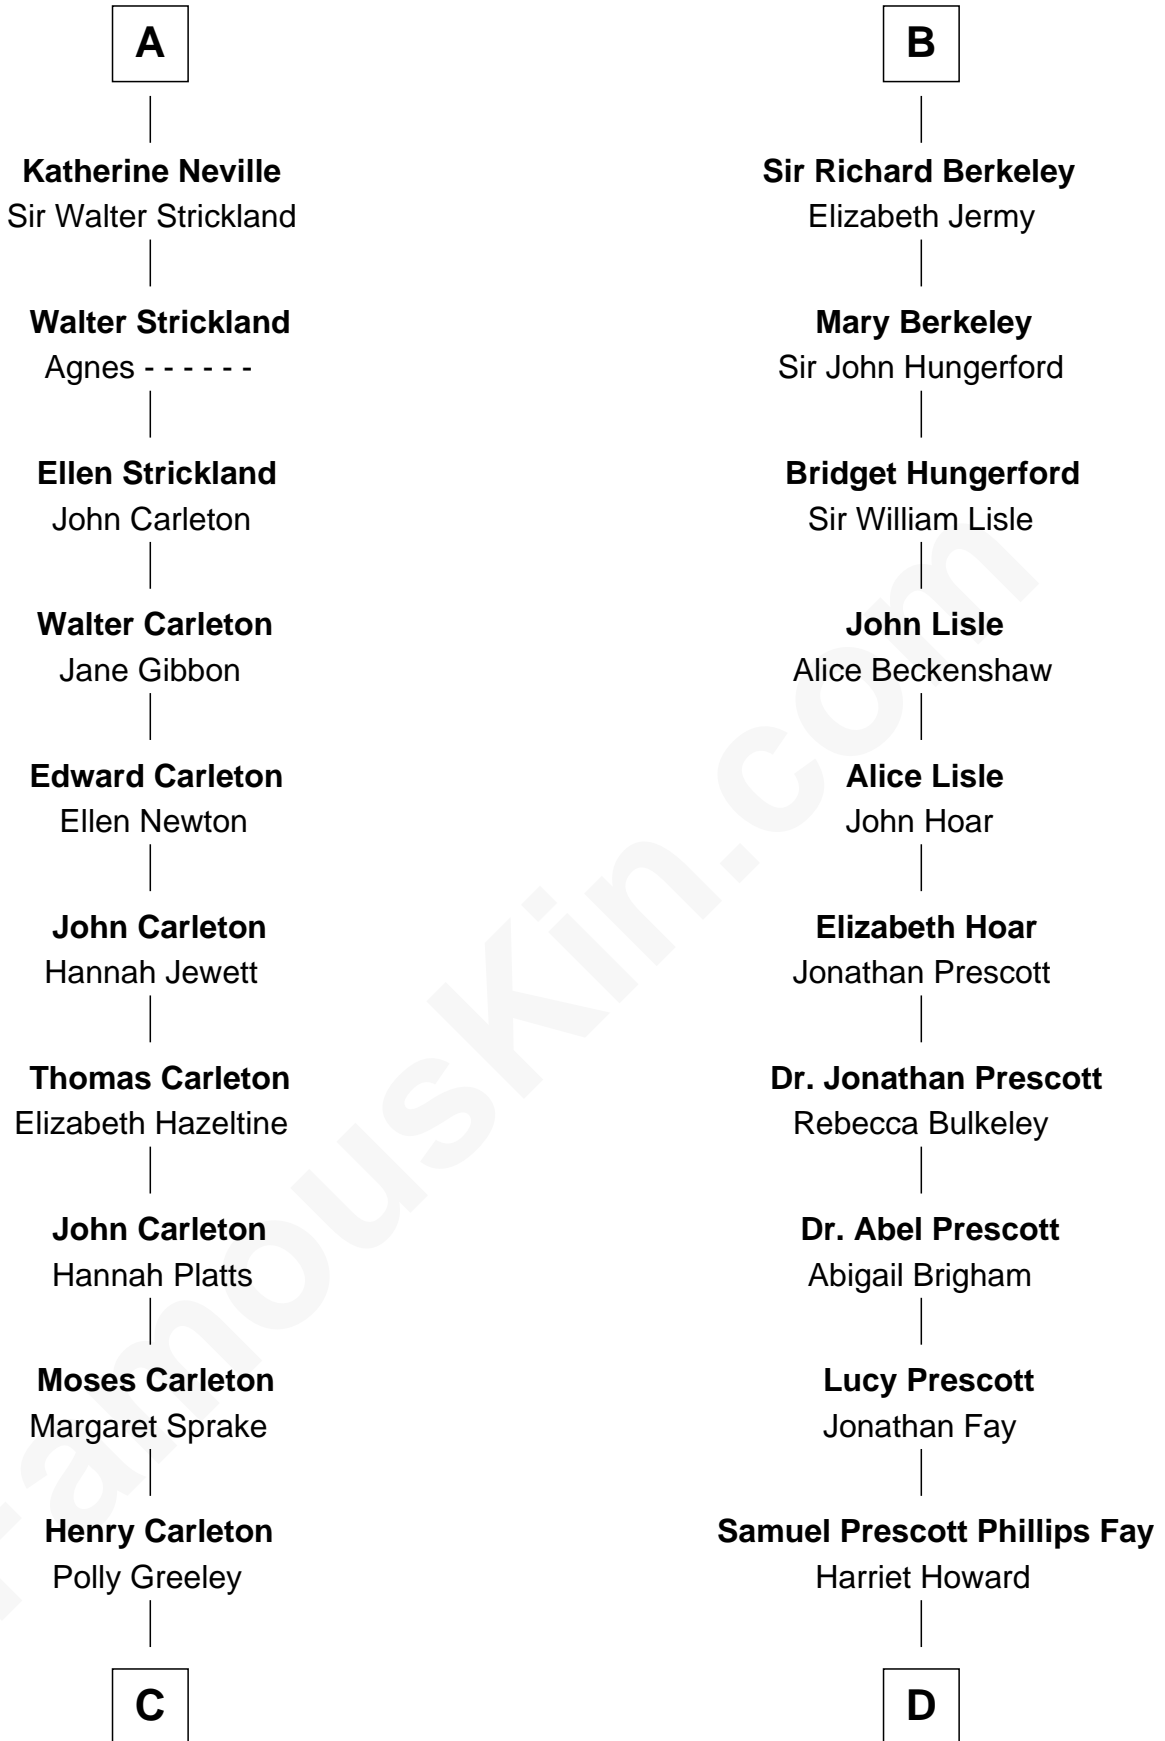 A
Katherine Neville
Sir Walter Strickland
Walter Strickland
Agnes - - - - - -
Ellen Strickland
John Carleton
Walter Carleton
Jane Gibbon
Edward Carleton
Ellen Newton
John Carleton
Hannah Jewett
Thomas Carleton
Elizabeth Hazeltine
John Carleton
Hannah Platts
Moses Carleton
Margaret Sprake
Henry Carleton
Polly Greeley
C
B
Sir Richard Berkeley
Elizabeth Jermy
Mary Berkeley
Sir John Hungerford
Bridget Hungerford
Sir William Lisle
John Lisle
Alice Beckenshaw
Alice Lisle
John Hoar
Elizabeth Hoar
Jonathan Prescott
Dr. Jonathan Prescott
Rebecca Bulkeley
Dr. Abel Prescott
Abigail Brigham
Lucy Prescott
Jonathan Fay
Samuel Prescott Phillips Fay
Harriet Howard
D
FamousKin.com